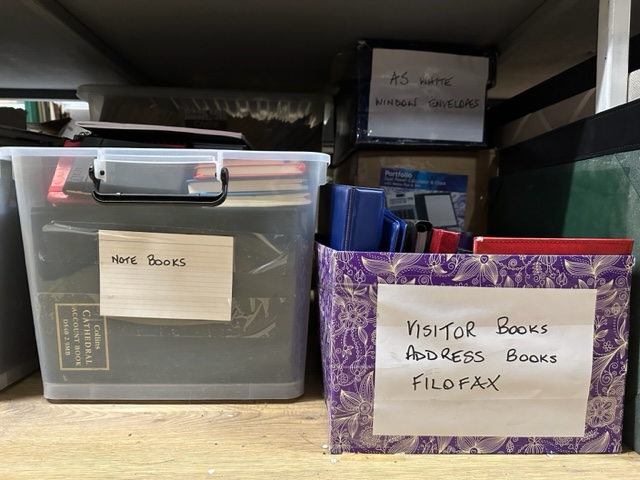 A5 WHITE
WINDOW ENVELOPES
Portfolio
NOTE BOOKS
Collins
CATHEDRAL
ACCOUNT BOOK
VISITOR BOOKS
ADDRESS BOOKS
FILOFAX